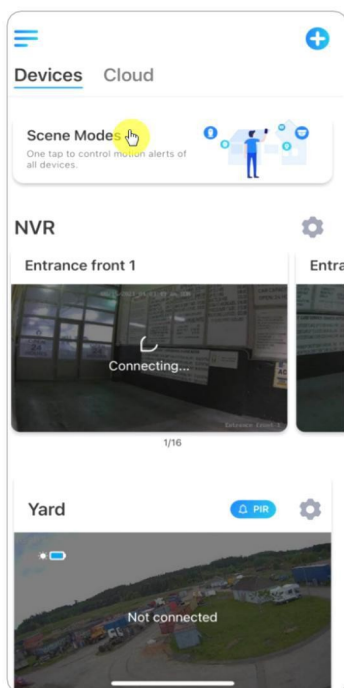 Devices Cloud
Scene Modes
One tap to control motion alerts of
all devices.
NVR
Entrance front 1
Entra
Connecting...
1/16
Yard
PIR
Not connected